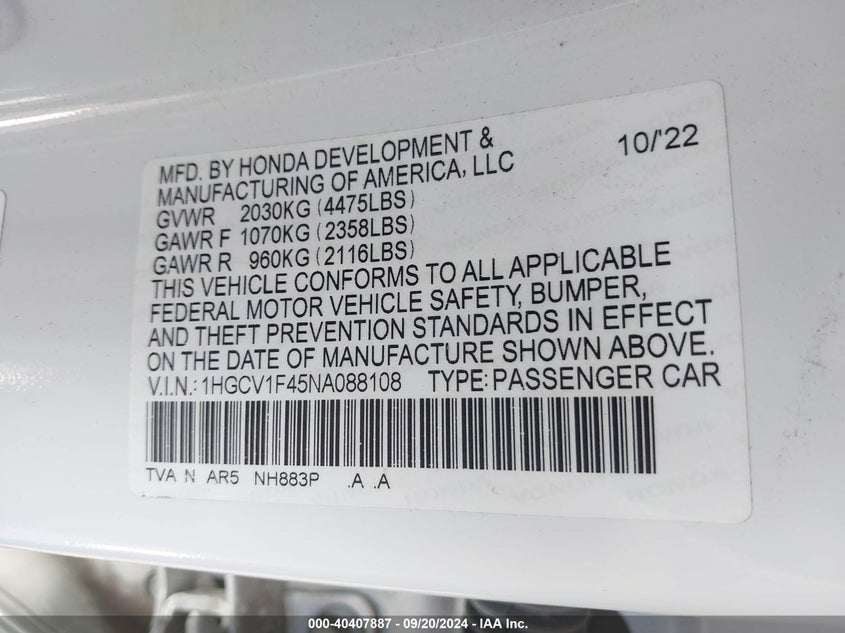 MFD. BY HONDA DEVELOPMENT & 10/'22
MANUFACTURING OF AMERICA, LLC
GVWR 2030KG (4475LBS)
GAWR F 1070KG (2358LBS)
GAWR R 960KG (2116LBS)
THIS VEHICLE CONFORMS TO ALL APPLICABLE
FEDERAL MOTOR VEHICLE SAFETY, BUMPER,
AND THEFT PREVENTION STANDARDS IN EFFECT
ON THE DATE OF MANUFACTURE SHOWN ABOVE.
V.I.N.: 1HGCV1F45NA088108 TYPE: PASSENGER CAR
TVA N AR5 NH883P .A .A
000-40407887 - 09/20/2024 - IAA Inc.